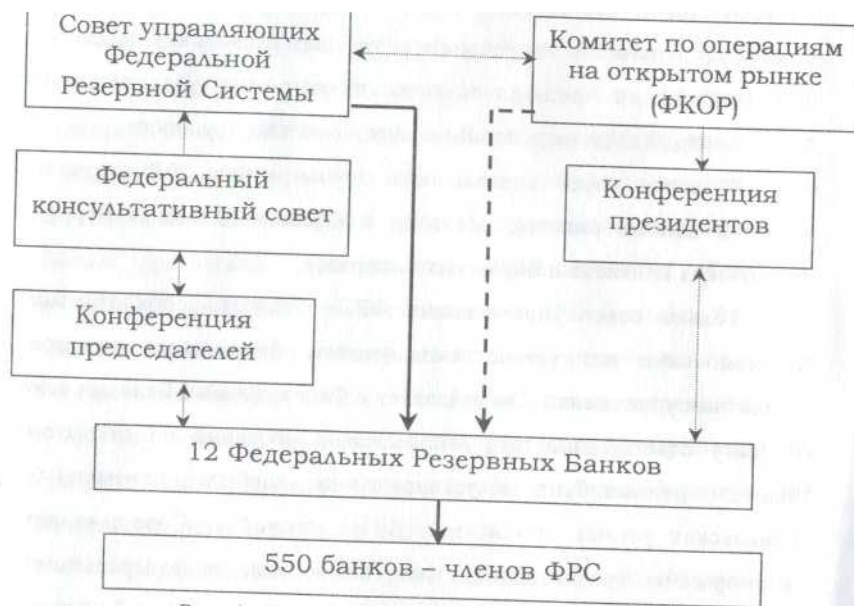 Совет управляющих
Федеральной
Резервной Системы
Комитет по операциям
на открытом рынке
(ФКОР)
Федеральный
консультативный совет
Конференция
президентов
Конференция
председателей
12 Федеральных Резервных Банков
550 банков – членов ФРС